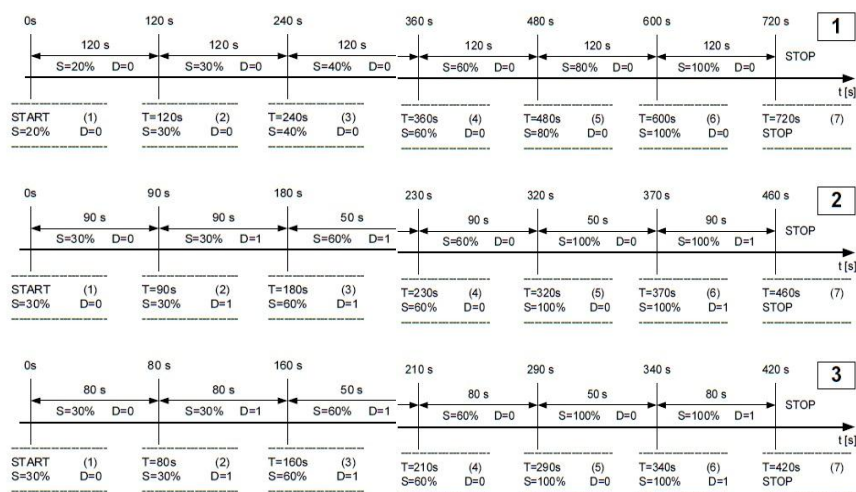 0s 120 s 240 s 360 s 480 s 600 s 720 s 1
120 s 120 s 120 s 120 s 120 s 120 s STOP
S=20% D=0 S=30% D=0 S=40% D=0 S=60% D=0 S=80% D=0 S=100% D=0
t [s]
START (1) T=120s (2) T=240s (3) T=360s (4) T=480s (5) T=600s (6) T=720s (7)
S=20% D=0 S=30% D=0 S=40% D=0 S=60% D=0 S=80% D=0 S=100% D=0 STOP
0s 90 s 180 s 230 s 320 s 370 s 460 s 2
90 s 90 s 50 s 90 s 50 s 90 s STOP
S=30% D=0 S=30% D=1 S=60% D=1 S=60% D=0 S=100% D=0 S=100% D=1
t [s]
START (1) T=90s (2) T=180s (3) T=230s (4) T=320s (5) T=370s (6) T=460s (7)
S=30% D=0 S=30% D=1 S=60% D=1 S=60% D=0 S=100% D=0 S=100% D=1 STOP
0s 80 s 160 s 210 s 290 s 340 s 420 s 3
80 s 80 s 50 s 80 s 50 s 80 s STOP
S=30% D=0 S=30% D=1 S=60% D=1 S=60% D=0 S=100% D=0 S=100% D=1
t [s]
START (1) T=80s (2) T=160s (3) T=210s (4) T=290s (5) T=340s (6) T=420s (7)
S=30% D=0 S=30% D=1 S=60% D=1 S=60% D=0 S=100% D=0 S=100% D=1 STOP